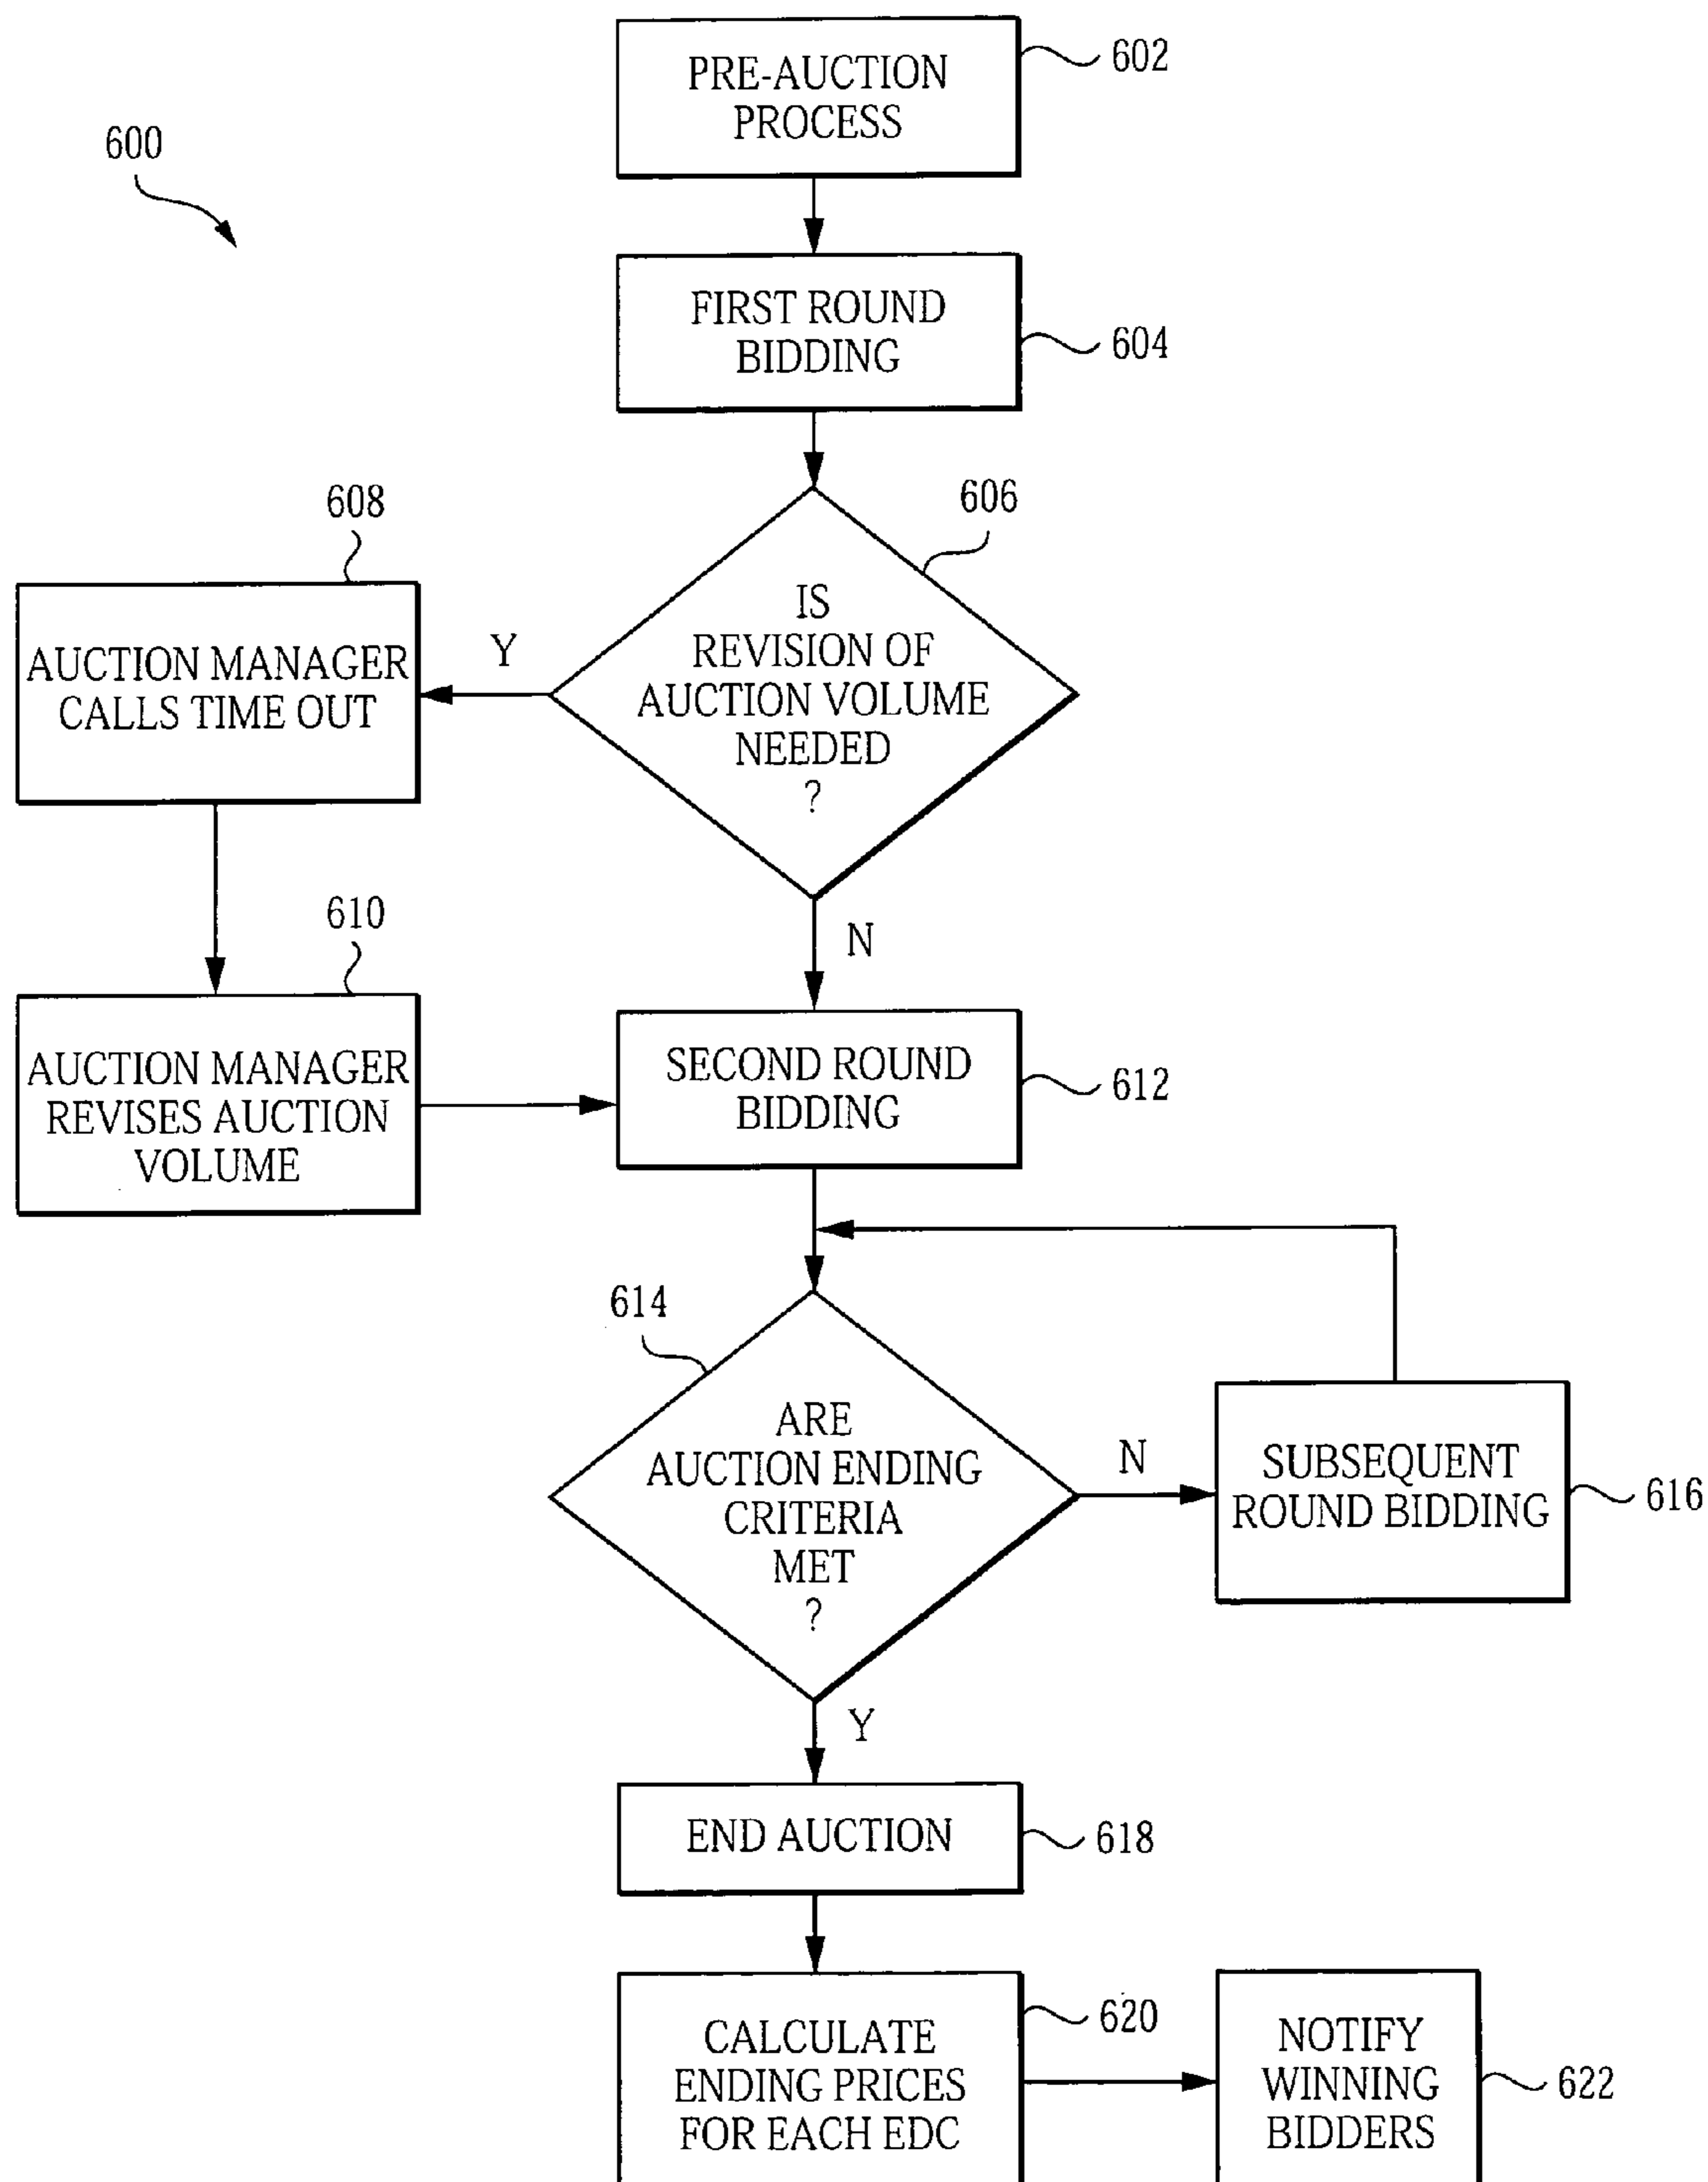 PRE-AUCTION
PROCESS
602
600
FIRST ROUND
BIDDING
604
606
608
IS
REVISION OF
AUCTION VOLUME
NEEDED
?
Y
AUCTION MANAGER
CALLS TIME OUT
N
610
AUCTION MANAGER
REVISES AUCTION
VOLUME
SECOND ROUND
BIDDING
612
614
ARE
AUCTION ENDING
CRITERIA
MET
?
N
SUBSEQUENT
ROUND BIDDING
616
Y
END AUCTION
618
CALCULATE
ENDING PRICES
FOR EACH EDC
620
NOTIFY
WINNING
BIDDERS
622